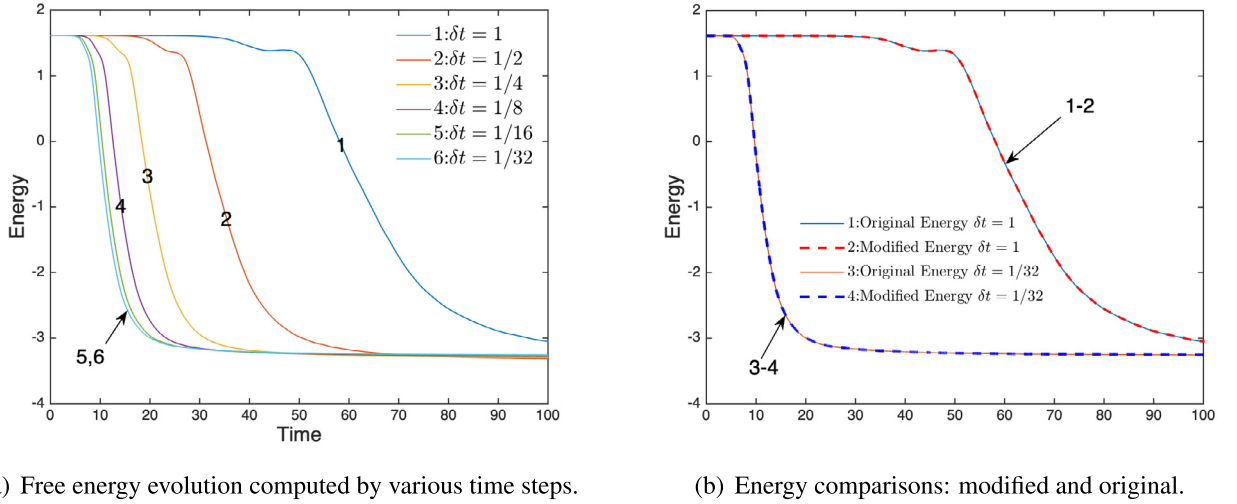 2
1
0
-1
-2
-3
-4
Energy
0 10 20 30 40 50 60 70 80 90 100
Time
1:δt = 1
2:δt = 1/2
3:δt = 1/4
4:δt = 1/8
5:δt = 1/16
6:δt = 1/32
1
2
3
4
5,6
) Free energy evolution computed by various time steps.
2
1
0
-1
-2
-3
-4
Energy
0 10 20 30 40 50 60 70 80 90 100
1-2
1:Original Energy δt = 1
2:Modified Energy δt = 1
3:Original Energy δt = 1/32
4:Modified Energy δt = 1/32
3-4
(b) Energy comparisons: modified and original.